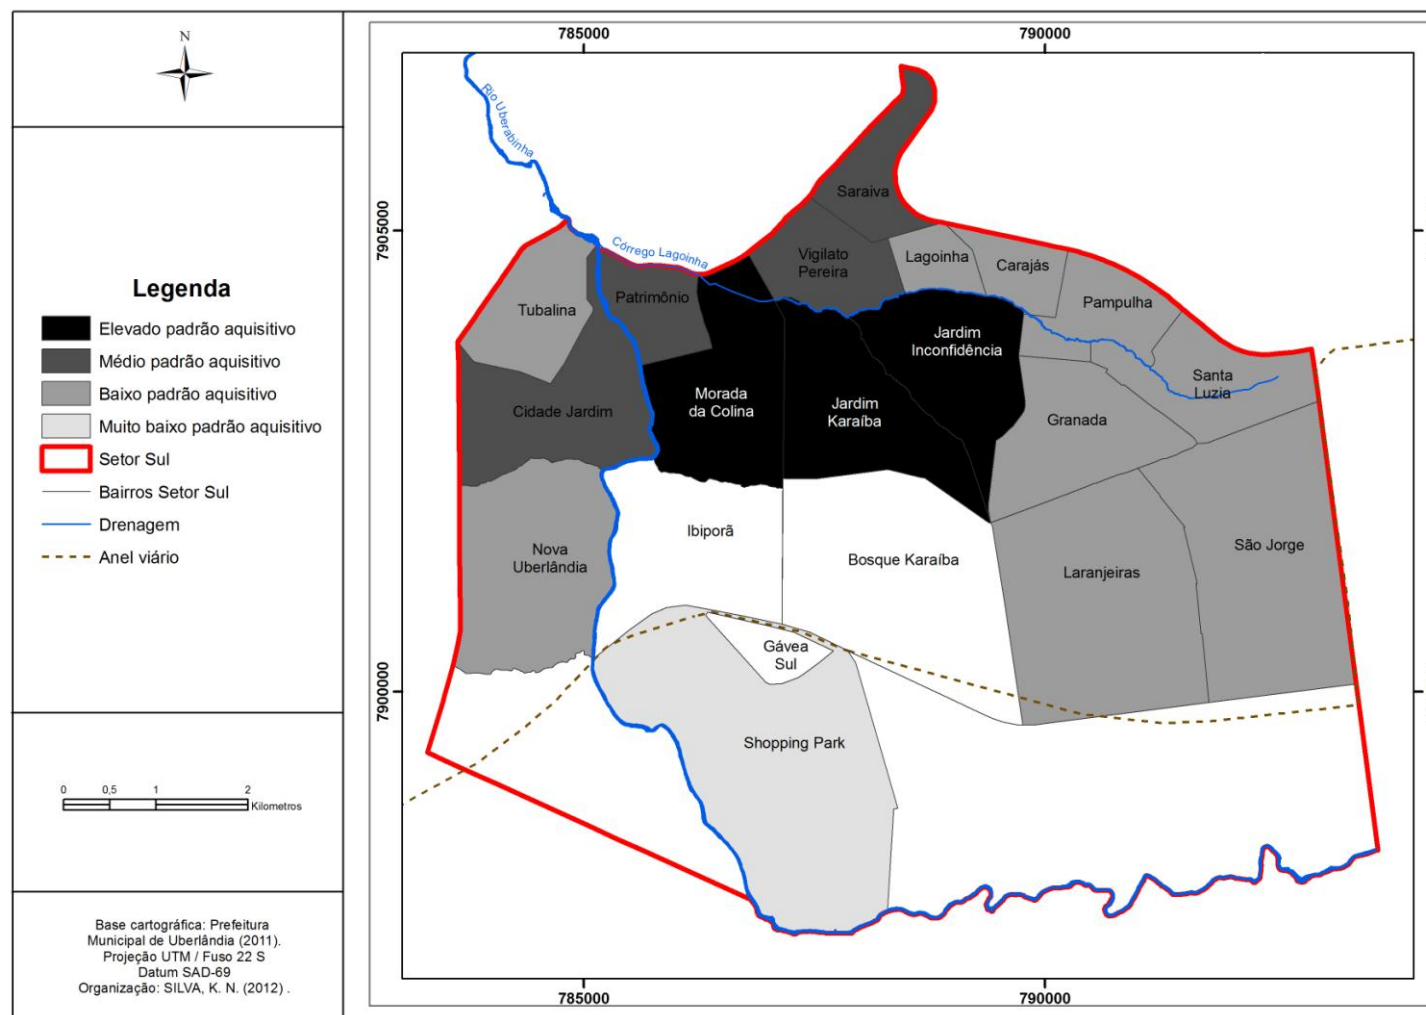 N
Legenda
Elevado padrão aquisitivo
Médio padrão aquisitivo
Baixo padrão aquisitivo
Muito baixo padrão aquisitivo
Setor Sul
Bairros Setor Sul
Drenagem
Anel viário
0 0,5 1 2
Kilometros
Base cartográfica: Prefeitura
Municipal de Uberlândia (2011).
Projeção UTM / Fuso 22 S
Datum SAD-69
Organização: SILVA, K. N. (2012) .
785000 790000
7905000
7900000
Rio Uberabinha
Córrego Lagoinha
Saraiva
Vigilato
Pereira
Lagoinha
Carajás
Pampulha
Tubalina
Patrimônio
Jardim
Inconfidência
Santa
Luzia
Cidade Jardim
Morada
da Colina
Jardim
Karaíba
Granada
Nova
Uberlândia
Ibiporã
Bosque Karaíba
Laranjeiras
São Jorge
Gávea
Sul
Shopping Park
785000 790000